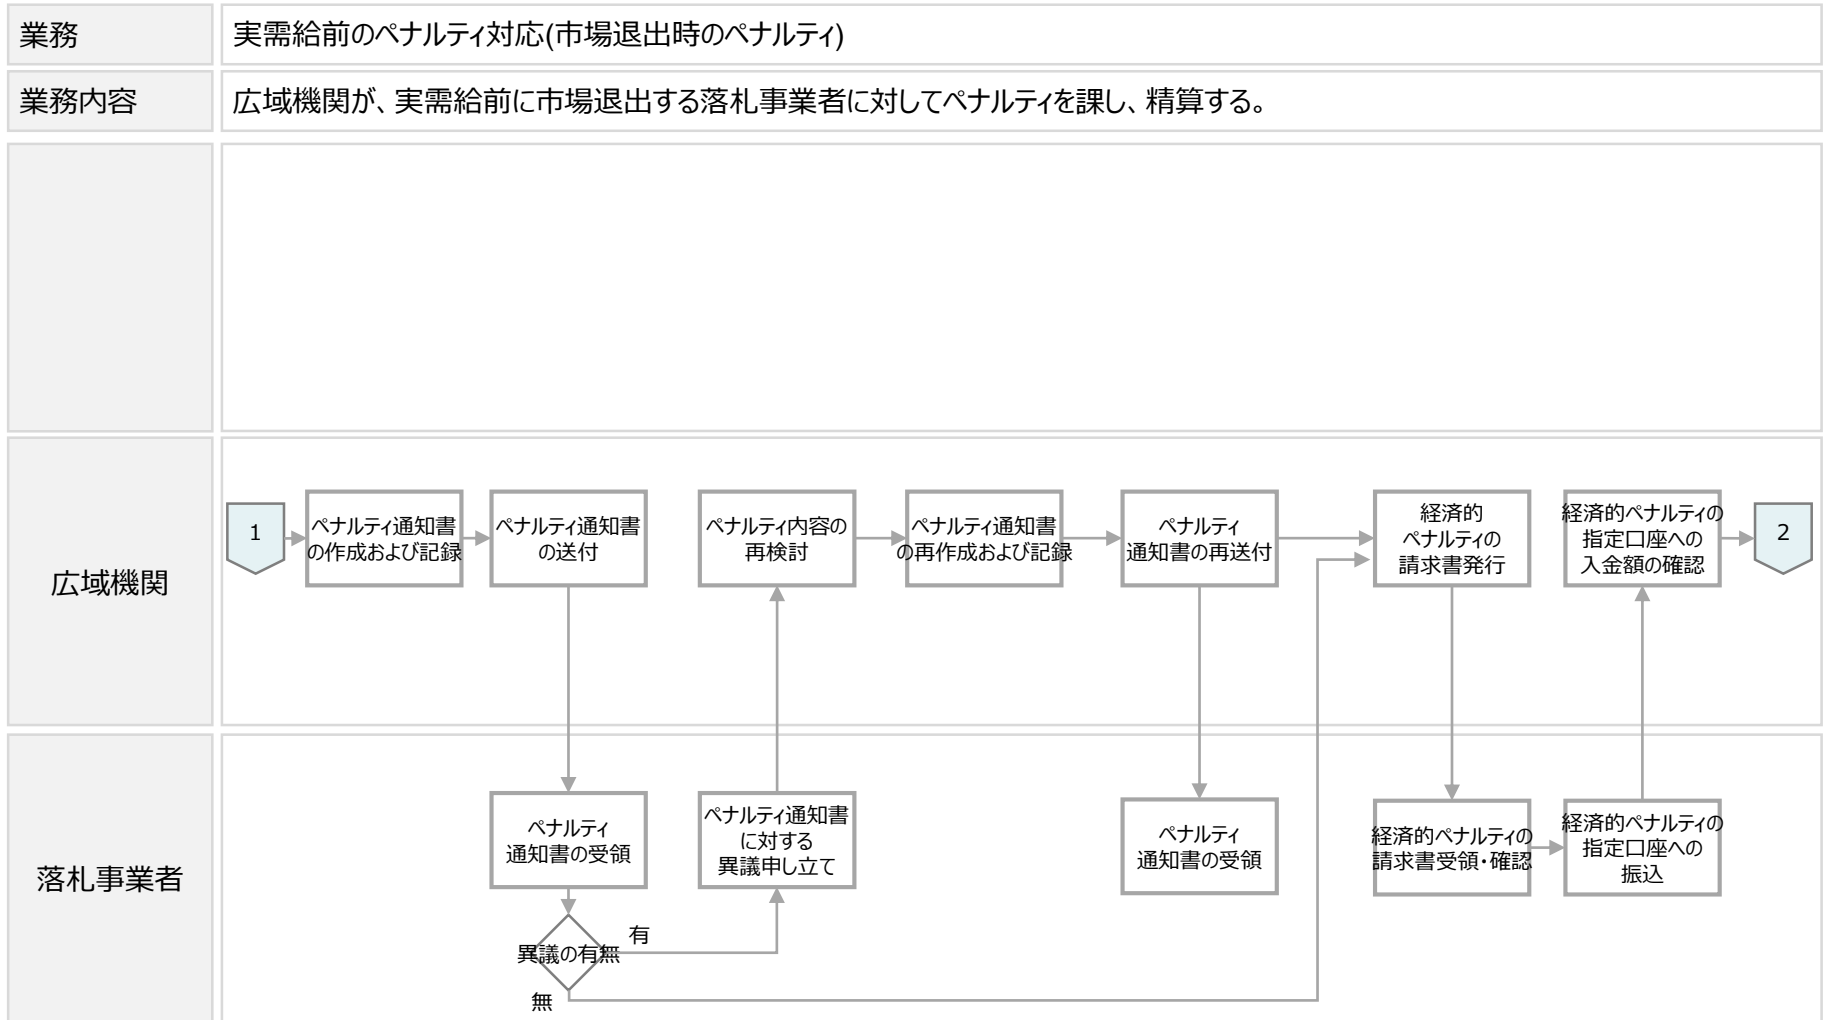 業務
実需給前のペナルティ対応(市場退出時のペナルティ)
業務内容
広域機関が、実需給前に市場退出する落札事業者に対してペナルティを課し、精算する。
広域機関
1
ペナルティ通知書
の作成および記録
ペナルティ通知書
の送付
ペナルティ内容の
再検討
ペナルティ通知書
の再作成および記録
ペナルティ
通知書の再送付
経済的
ペナルティの
請求書発行
経済的ペナルティの
指定口座への
入金額の確認
2
落札事業者
ペナルティ
通知書の受領
ペナルティ通知書
に対する
異議申し立て
ペナルティ
通知書の受領
経済的ペナルティの
請求書受領・確認
経済的ペナルティの
指定口座への
振込
異議の有無
有
無